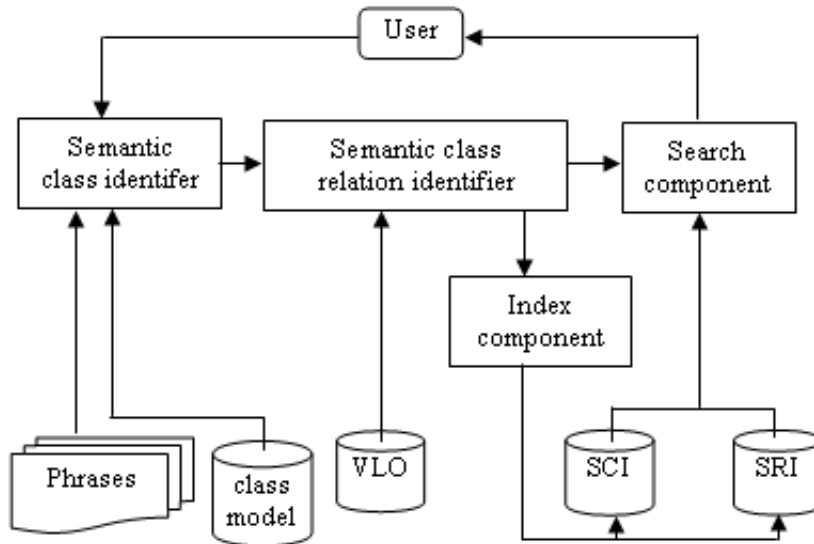 User
Semantic
class identifer
Semantic class
relation identifier
Search
component
Index
component
Phrases
class
model
VLO
SCI
SRI